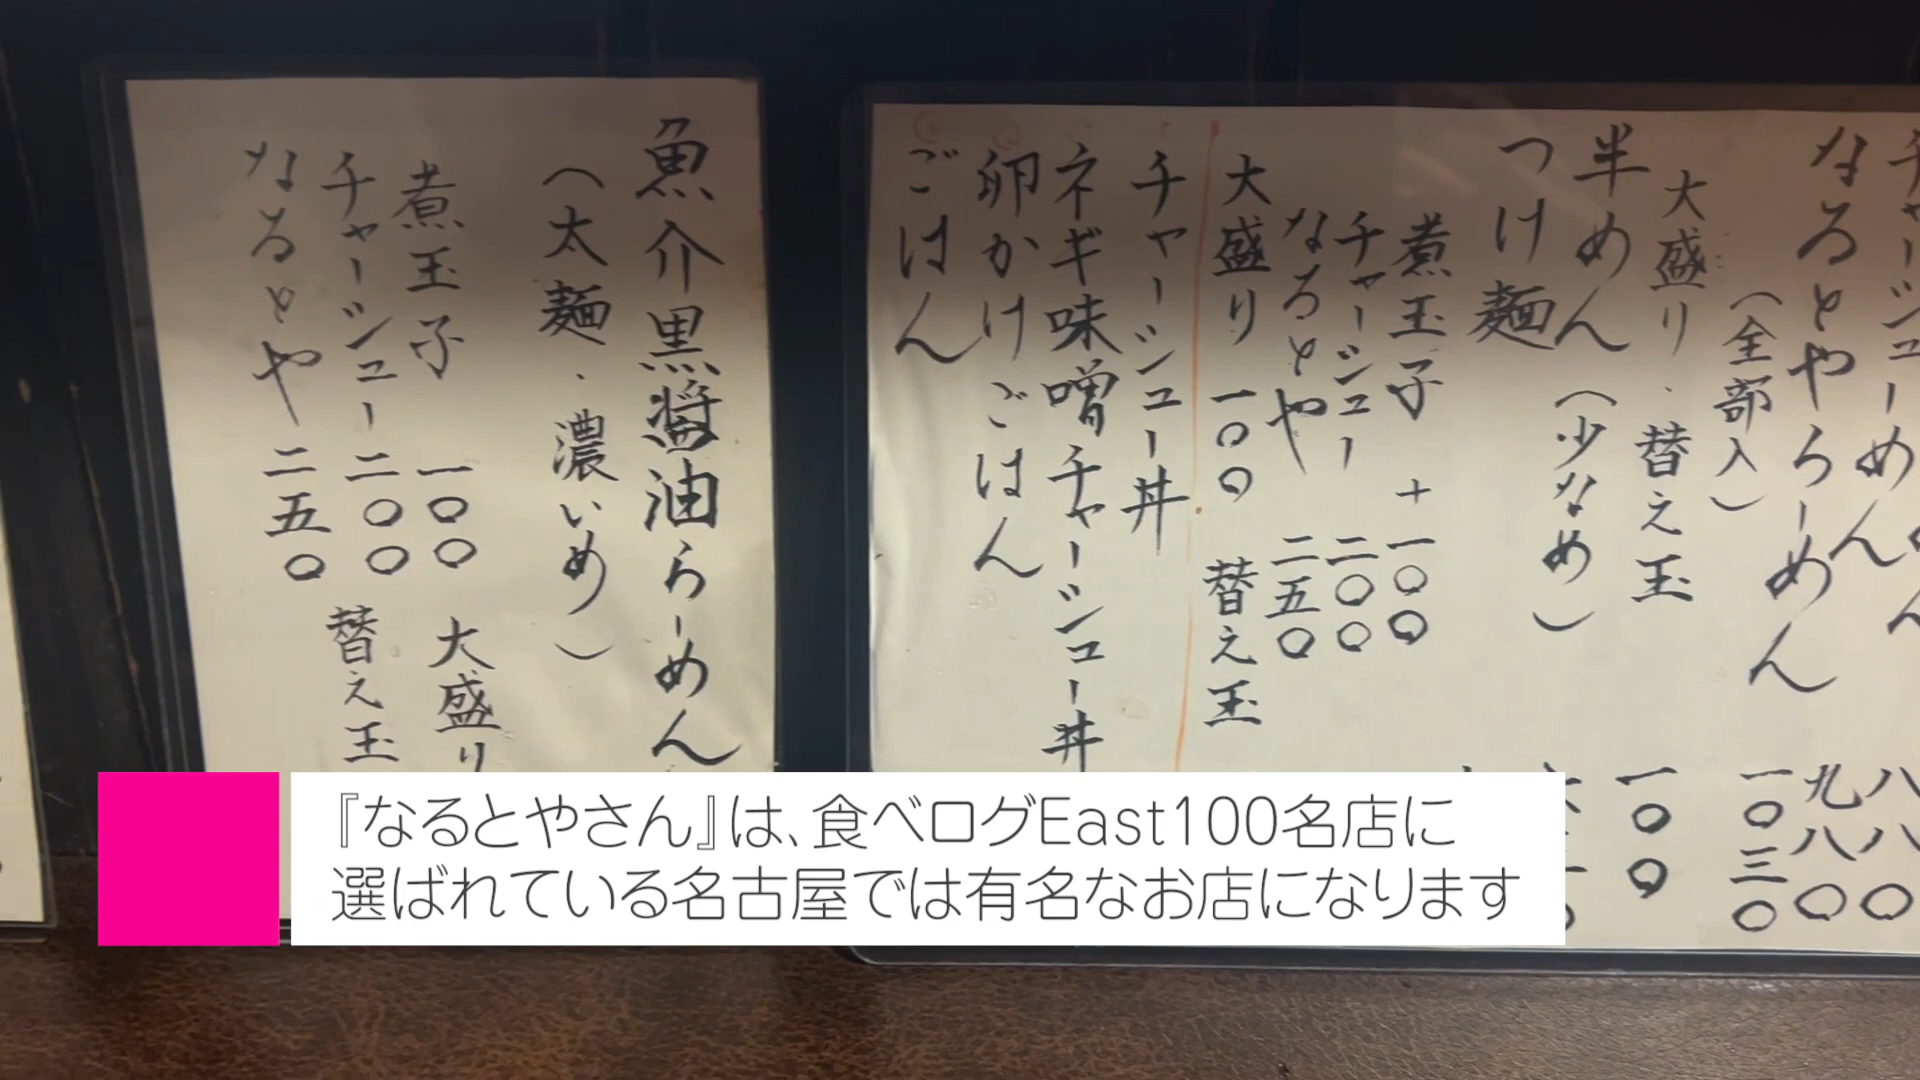 チャーシューめん 八八〇
なるとやらーめん 九八〇
（全部入） 一〇三〇
大盛り・替え玉 一〇〇
半めん（少なめ）
つけ麺
煮玉子 +一〇〇
チャーシュー 二〇〇
なるとや 二五〇
大盛り 一〇〇 替え玉
チャーシュー丼
ネギ味噌チャーシュー丼
卵かけごはん
ごはん
魚介黒醤油らーめん
（太麺・濃いめ）
煮玉子 一〇〇 大盛り
チャーシュー 二〇〇 替え玉
なるとや 二五〇
『なるとやさん』は、食べログEast100名店に
選ばれている名古屋では有名なお店になります